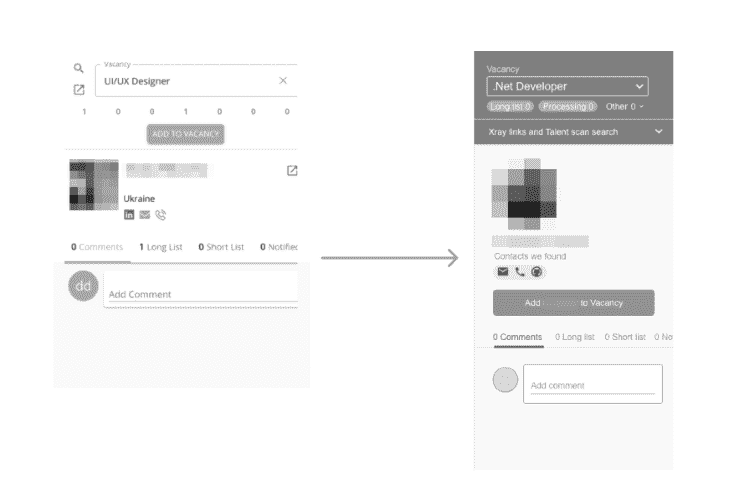 Vacancy
UI/UX Designer
1 0 0 1 0 0 0
ADD TO VACANCY
Ukraine
in
0 Comments 1 Long List 0 Short List 0 Notified
dd
Add Comment
Vacancy
.Net Developer
Long list 0 Processing 0 Other 0
Xray links and Talent scan search
Contacts we found
Add to Vacancy
0 Comments 0 Long list 0 Short list 0 No
Add comment